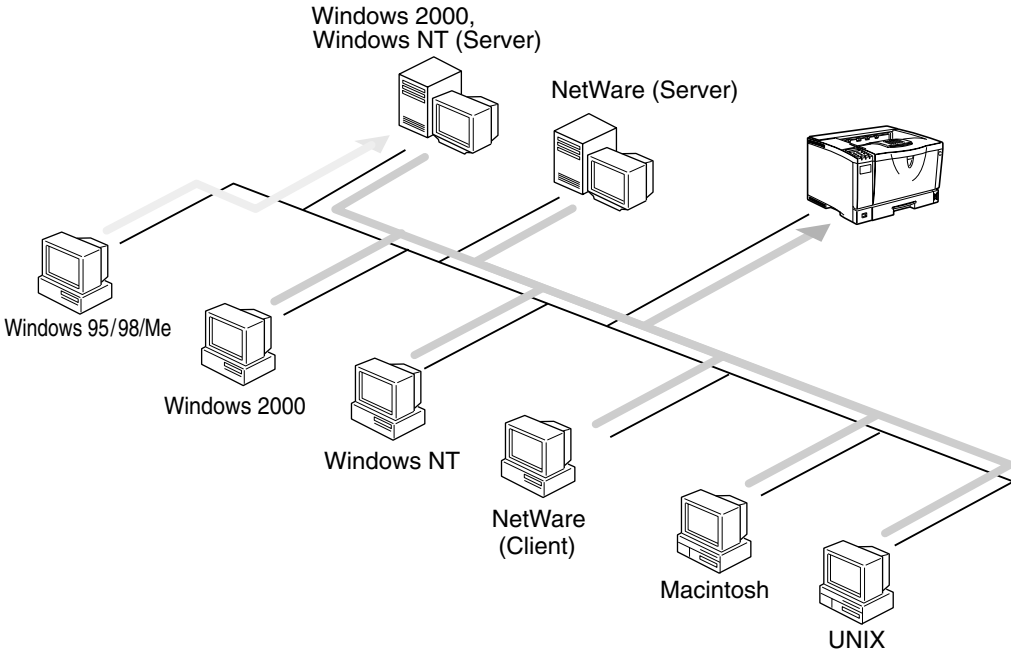 Windows 2000,
Windows NT (Server)
NetWare (Server)
Windows 95/98/Me
Windows 2000
Windows NT
NetWare
(Client)
Macintosh
UNIX